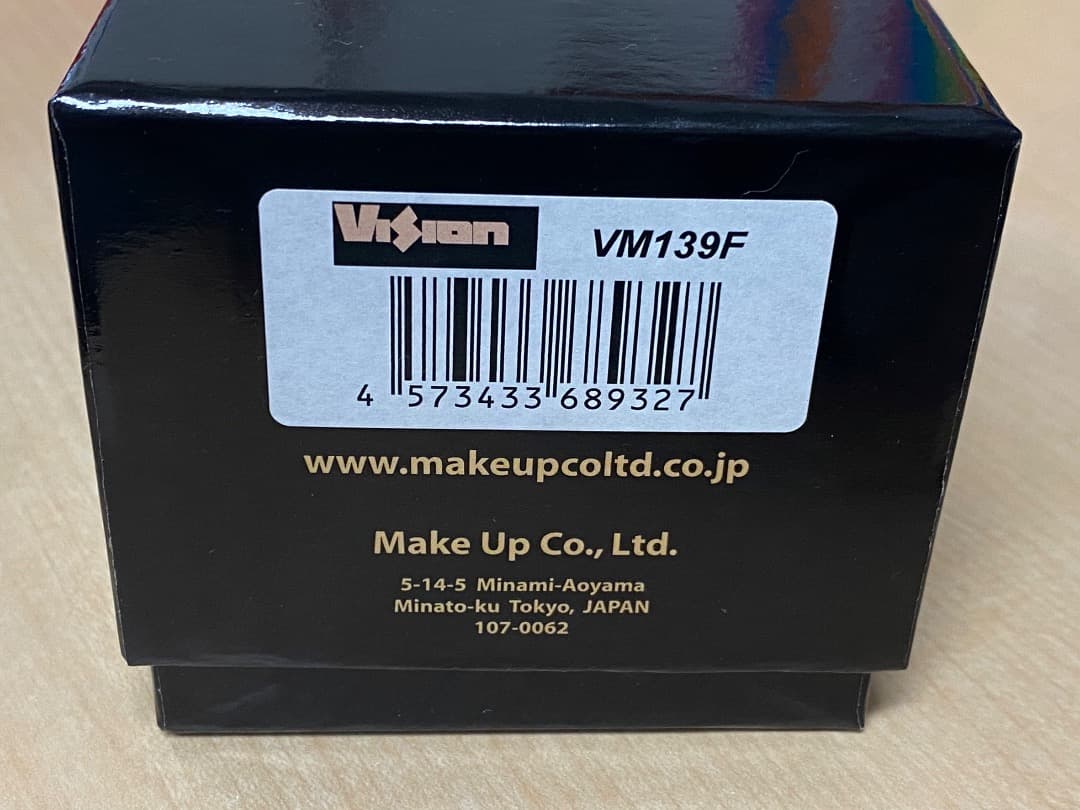 Vision VM139F
4 573433 689327
www.makeupcoltd.co.jp
Make Up Co., Ltd.
5-14-5 Minami-Aoyama
Minato-ku Tokyo, JAPAN
107-0062